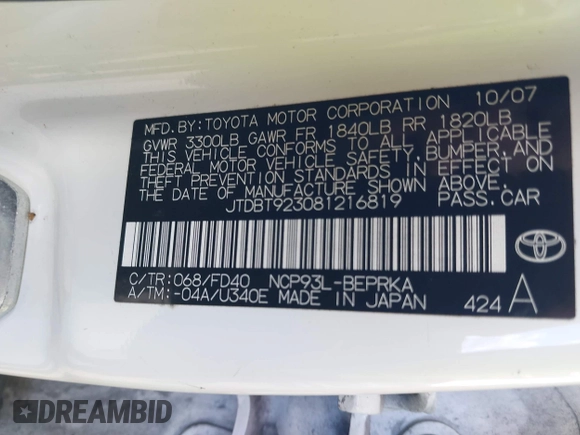 MFD.BY:TOYOTA MOTOR CORPORATION 10/07
GVWR 3300LB GAWR FR 1840LB RR 1820LB
THIS VEHICLE CONFORMS TO ALL APPLICABLE
FEDERAL MOTOR VEHICLE SAFETY, BUMPER, AND
THEFT PREVENTION STANDARDS IN EFFECT ON
THE DATE OF MANUFACTURE SHOWN ABOVE.
JTDBT923081216819 PASS.CAR
C/TR:068/FD40 NCP93L-BEPRKA
A/TM:-04A/U340E MADE IN JAPAN 424 A
TOYOTA
DREAMBID